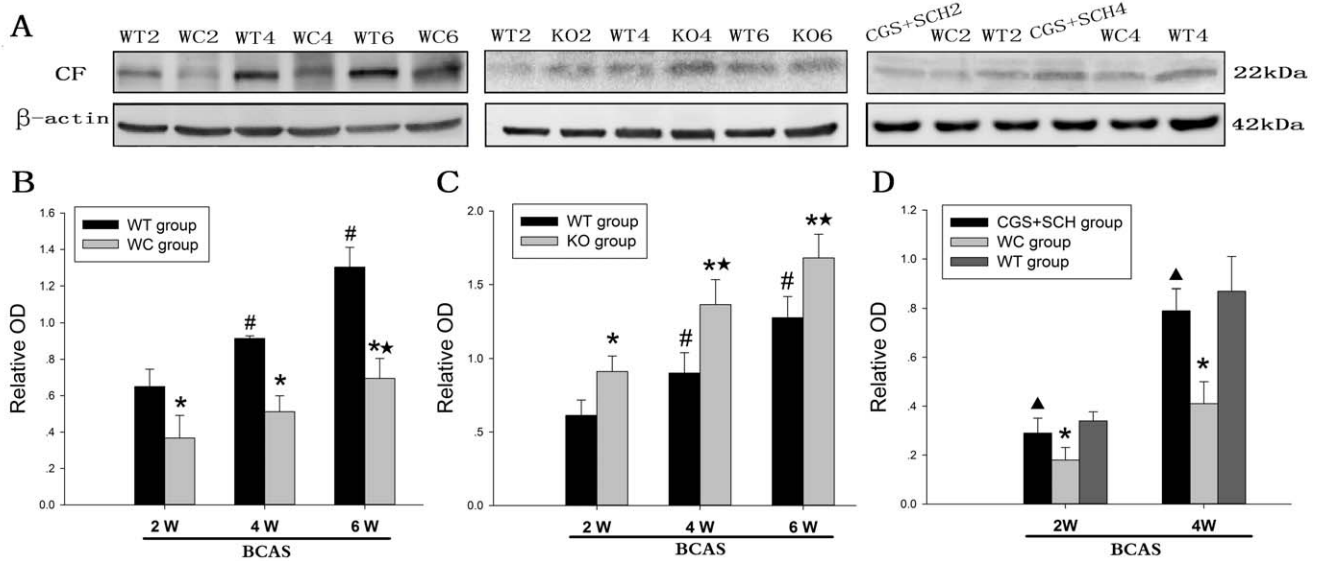 A
WT2 WC2 WT4 WC4 WT6 WC6
WT2 KO2 WT4 KO4 WT6 KO6
CGS+SCH2 WC2 WT2 CGS+SCH4 WC4 WT4
CF
22kDa
β-actin
42kDa
B
WT group
WC group
Relative OD
1.6
1.4
1.2
1.0
.8
.6
.4
.2
0.0
#
#
*
*
*★
2 W 4 W 6 W
BCAS
C
WT group
KO group
Relative OD
2.0
1.5
1.0
.5
0.0
*
#
*★
#
*★
2 W 4 W 6 W
BCAS
D
CGS+SCH group
WC group
WT group
Relative OD
1.2
1.0
.8
.6
.4
.2
0.0
▲
*
▲
*
2W 4W
BCAS